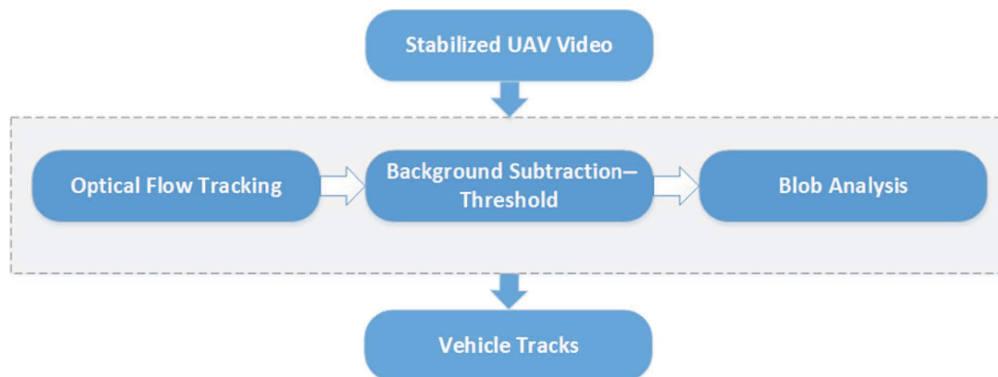 Stabilized UAV Video
Optical Flow Tracking
Background Subtraction—
Threshold
Blob Analysis
Vehicle Tracks